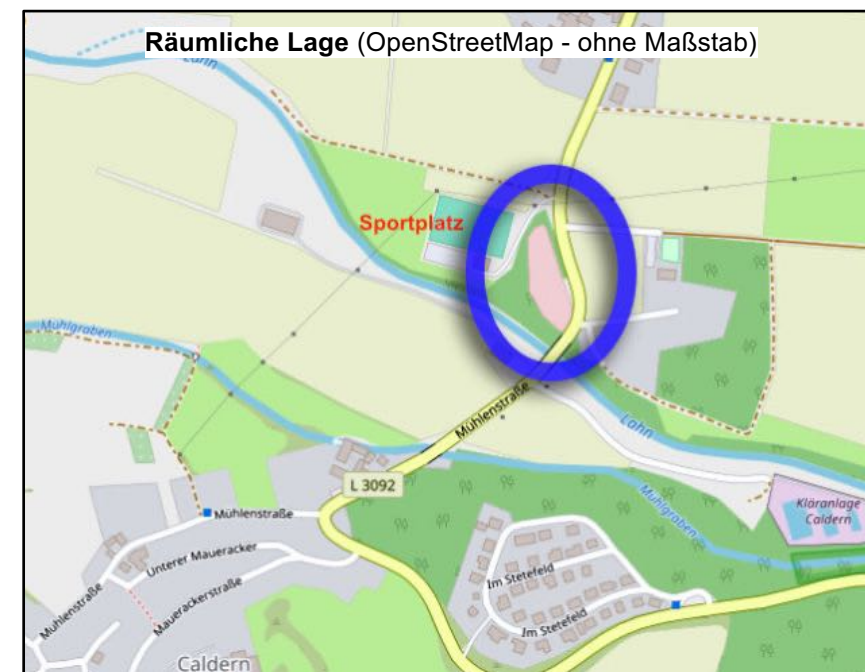 Räumliche Lage (OpenStreetMap - ohne Maßstab)
Lahn
Sportplatz
Mühlgraben
Mühlenstraße
Lahn
L 3092
Mühlgraben
Kläranlage
Caldern
Mühlenstraße
Unterer Maueracker
Im Stetefeld
Mühlenstraße
Mauerackerstraße
Im Stetefeld
Caldern